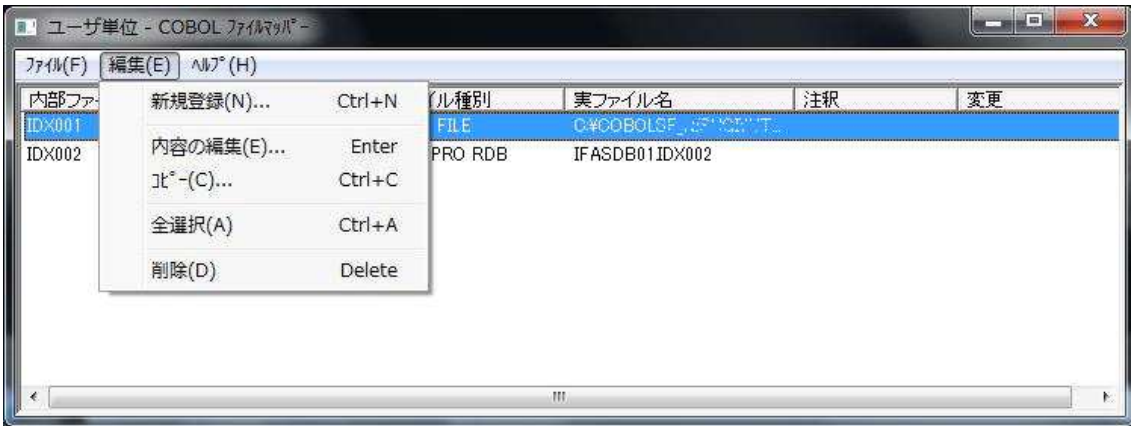 ユーザ単位 - COBOL ﾌｧｲﾙﾏｯﾊﾟｰ
ﾌｧｲﾙ(F) 編集(E) ﾍﾙﾌﾟ(H)
内部ファ イル種別 実ファイル名 注釈 変更
IDX001 FILE
IDX002 PRO RDB IFASDB01IDX002
新規登録(N)... Ctrl+N
内容の編集(E)... Enter
ｺﾋﾟｰ(C)... Ctrl+C
全選択(A) Ctrl+A
削除(D) Delete